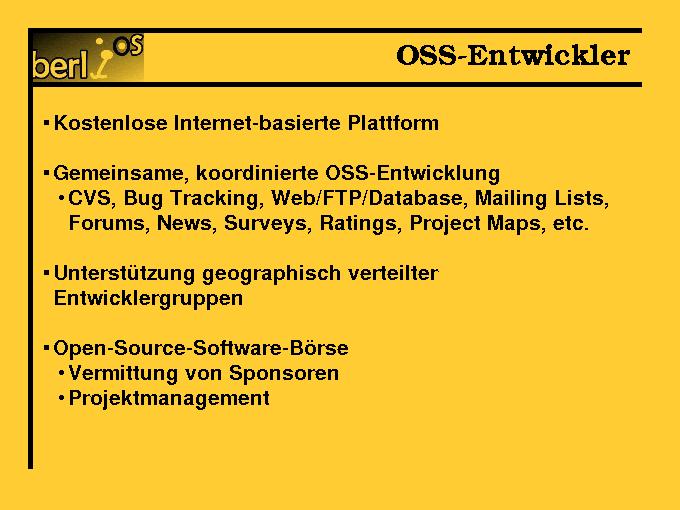 berliOS
OSS-Entwickler
▪Kostenlose Internet-basierte Plattform
▪Gemeinsame, koordinierte OSS-Entwicklung
•CVS, Bug Tracking, Web/FTP/Database, Mailing Lists,
Forums, News, Surveys, Ratings, Project Maps, etc.
▪Unterstützung geographisch verteilter
Entwicklergruppen
▪Open-Source-Software-Börse
•Vermittung von Sponsoren
•Projektmanagement